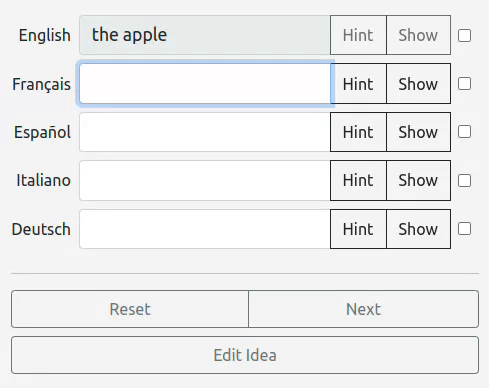 English the apple Hint Show
Français Hint Show
Español Hint Show
Italiano Hint Show
Deutsch Hint Show
Reset Next
Edit Idea